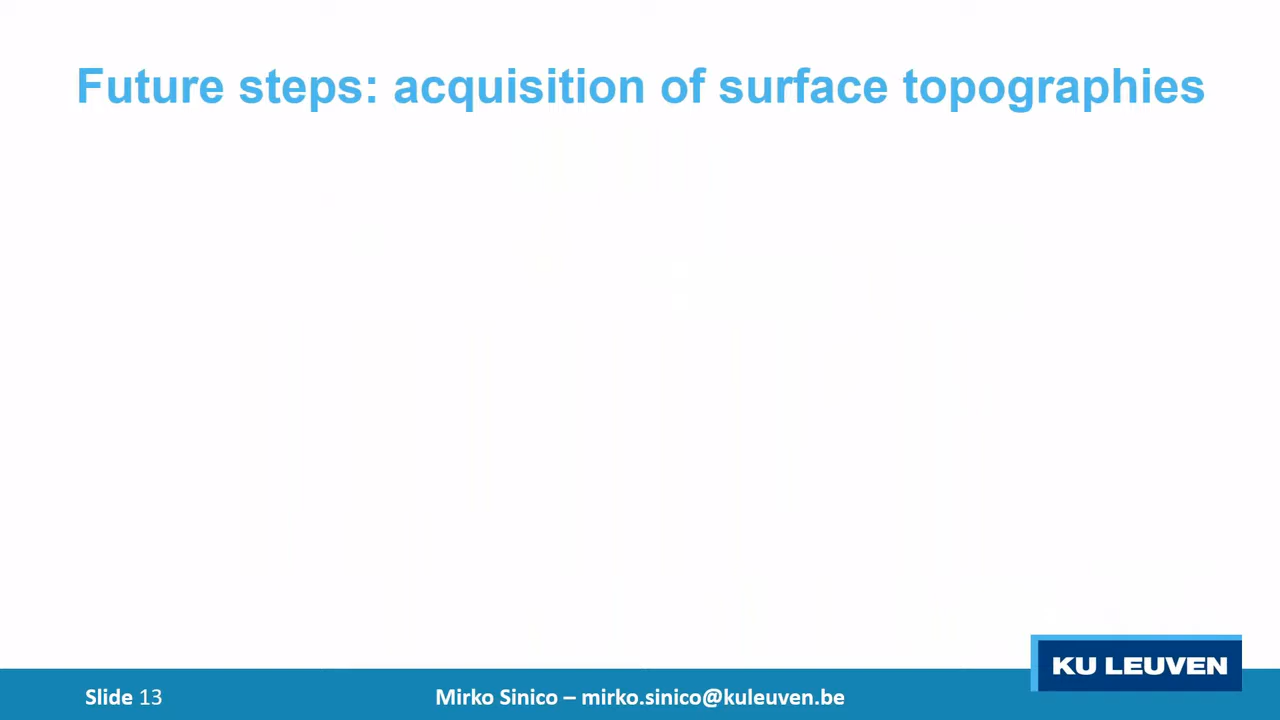 Future steps: acquisition of surface topographies
KU LEUVEN
Slide 13
Mirko Sinico – mirko.sinico@kuleuven.be